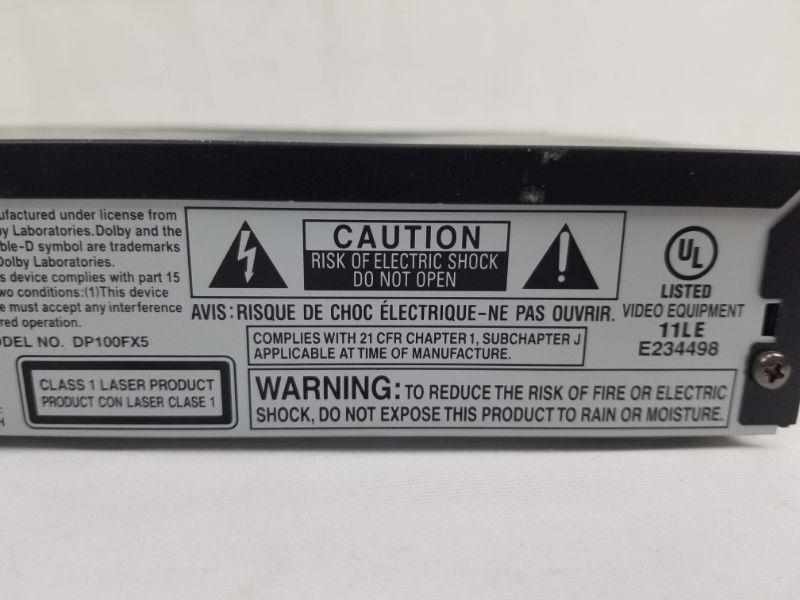 ufactured under license from
y Laboratories.Dolby and the
ble-D symbol are trademarks
Dolby Laboratories.
s device complies with part 15
wo conditions:(1)This device
e must accept any interference
red operation.
ODEL NO. DP100FX5
CLASS 1 LASER PRODUCT
PRODUCT CON LASER CLASE 1
CAUTION
RISK OF ELECTRIC SHOCK
DO NOT OPEN
AVIS:RISQUE DE CHOC ÉLECTRIQUE–NE PAS OUVRIR.
COMPLIES WITH 21 CFR CHAPTER 1, SUBCHAPTER J
APPLICABLE AT TIME OF MANUFACTURE.
WARNING: TO REDUCE THE RISK OF FIRE OR ELECTRIC
SHOCK, DO NOT EXPOSE THIS PRODUCT TO RAIN OR MOISTURE.
UL
LISTED
VIDEO EQUIPMENT
11LE
E234498